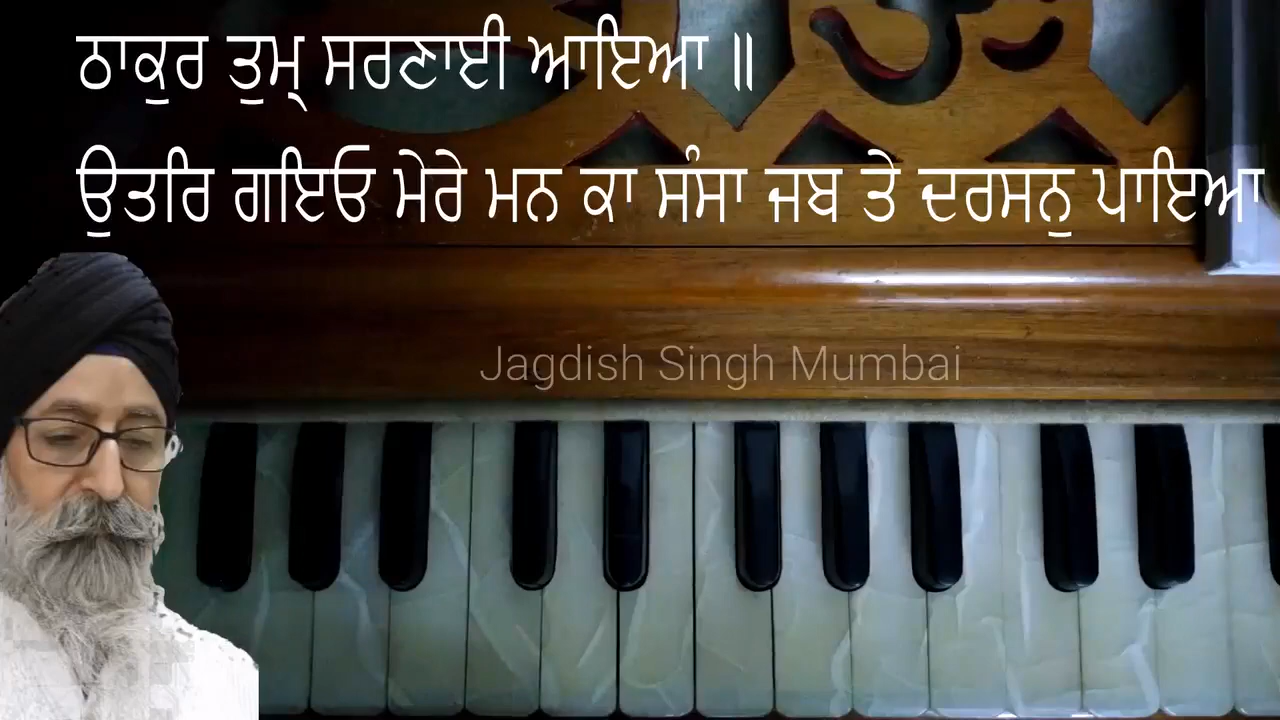 ਠਾਕੁਰ ਤੁਮ੍ ਸਰਣਾਈ ਆਇਆ ॥
ਉਤਰਿ ਗਇਓ ਮੇਰੇ ਮਨ ਕਾ ਸੰਸਾ ਜਬ ਤੇ ਦਰਸਨੁ ਪਾਇਆ
Jagdish Singh Mumbai